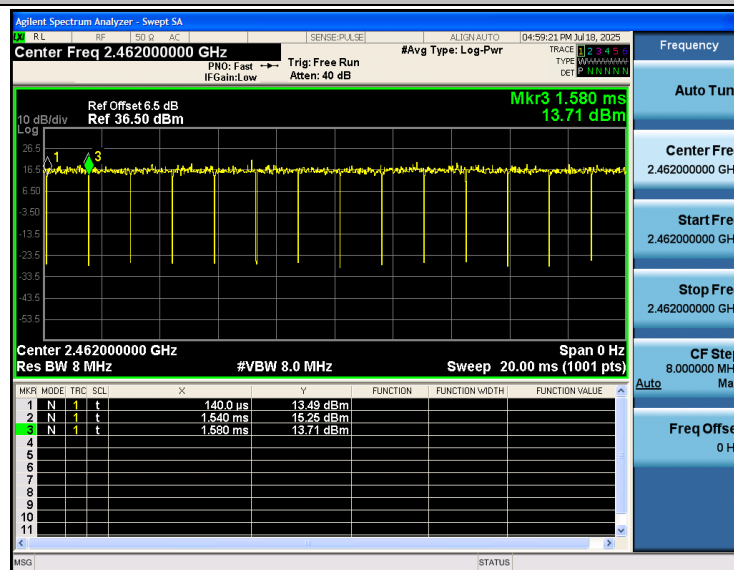 Agilent Spectrum Analyzer - Swept SA
LXI RL RF 50 Ω AC SENSE:PULSE ALIGN AUTO 04:59:21 PM Jul 18, 2025
Center Freq 2.462000000 GHz
PNO: Fast
IFGain:Low
Trig: Free Run
Atten: 40 dB
#Avg Type: Log-Pwr
TRACE 1 2 3 4 5 6
TYPE
DET P N N N N N
Frequency
Mkr3 1.580 ms
13.71 dBm
Ref Offset 6.5 dB
Ref 36.50 dBm
10 dB/div
Log
26.5
16.5
6.50
-3.50
-13.5
-23.5
-33.5
-43.5
-53.5
1
3
Center 2.462000000 GHz Span 0 Hz
Res BW 8 MHz #VBW 8.0 MHz Sweep 20.00 ms (1001 pts)
Auto Tun
Center Fre
2.462000000 GH
Start Fre
2.462000000 GH
Stop Fre
2.462000000 GH
CF Step
8.000000 MH
Auto Ma
Freq Offse
0 H
MKR MODE TRC SCL X Y FUNCTION FUNCTION WIDTH FUNCTION VALUE
1 N 1 t 140.0 µs 13.49 dBm
2 N 1 t 1.540 ms 15.25 dBm
3 N 1 t 1.580 ms 13.71 dBm
4
5
6
7
8
9
10
11
MSG STATUS